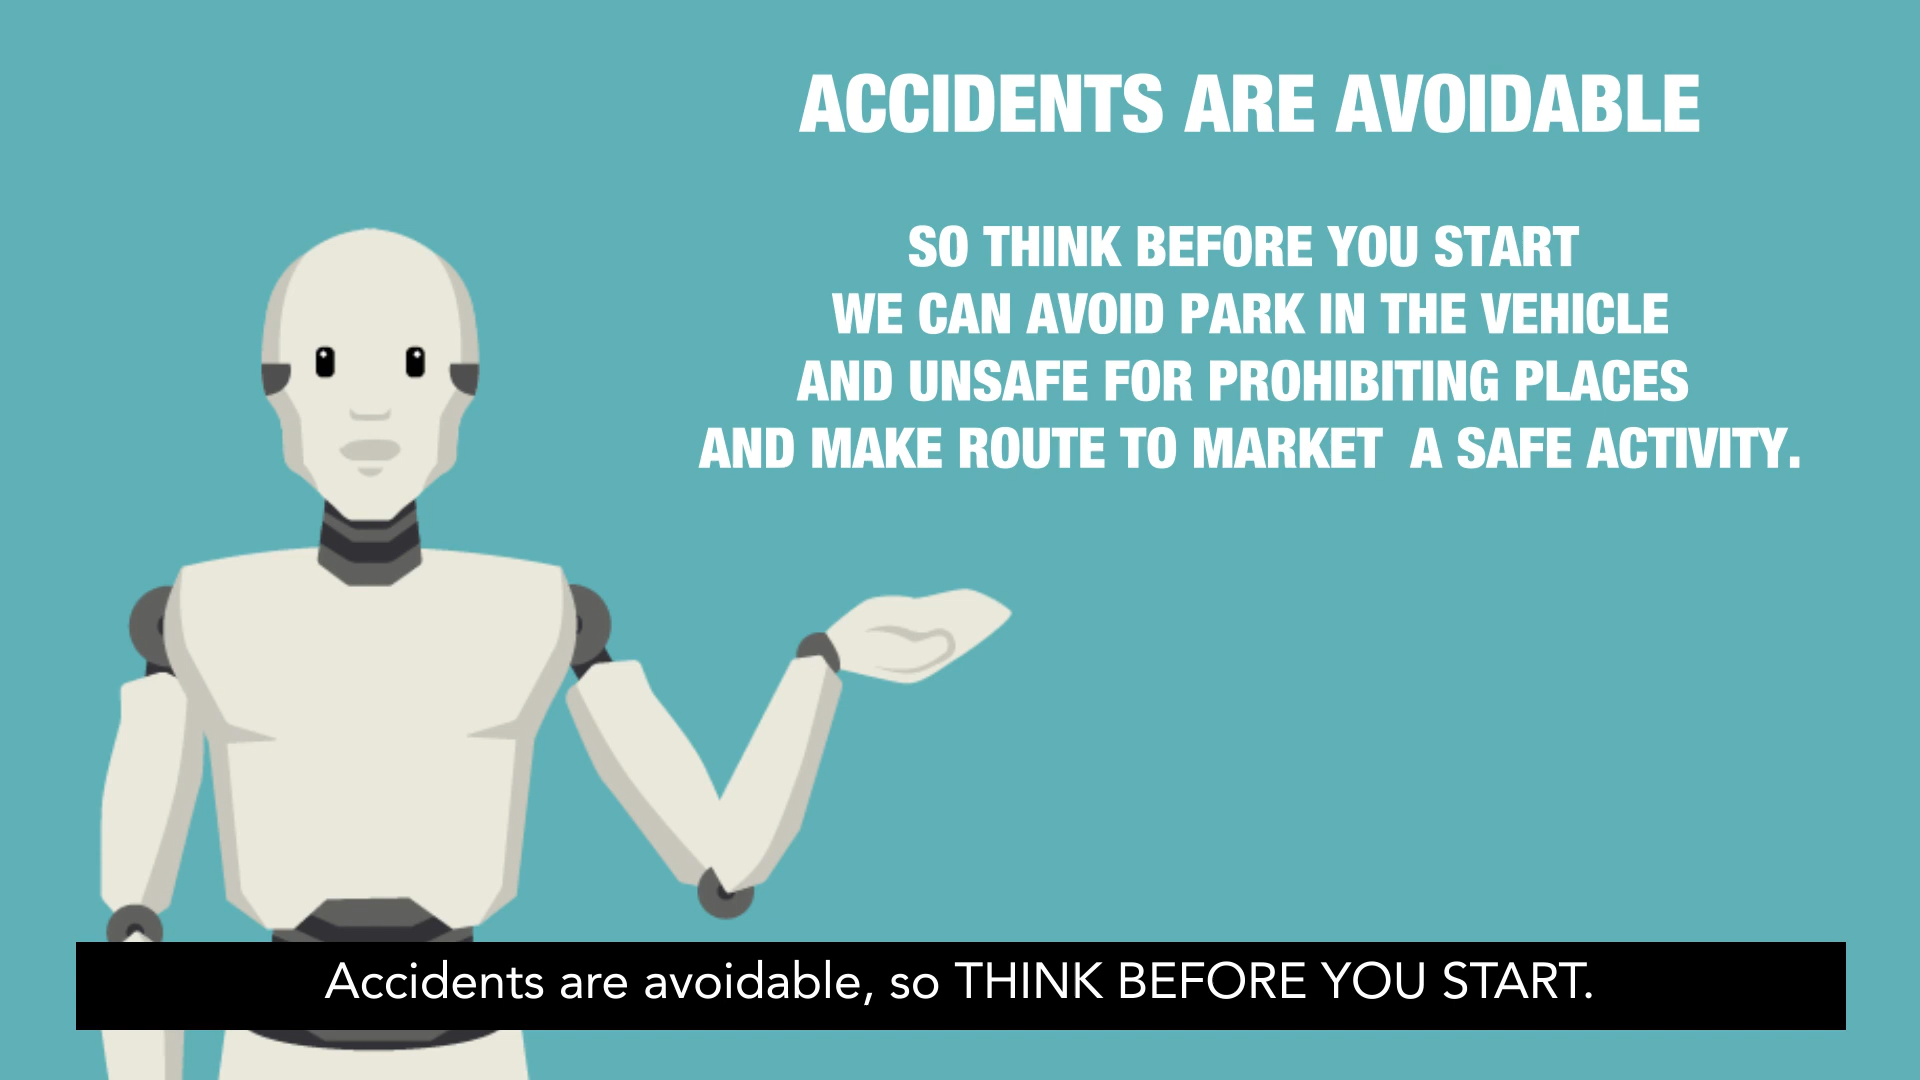 ACCIDENTS ARE AVOIDABLE
SO THINK BEFORE YOU START
WE CAN AVOID PARK IN THE VEHICLE
AND UNSAFE FOR PROHIBITING PLACES
AND MAKE ROUTE TO MARKET  A SAFE ACTIVITY.
Accidents are avoidable, so THINK BEFORE YOU START.